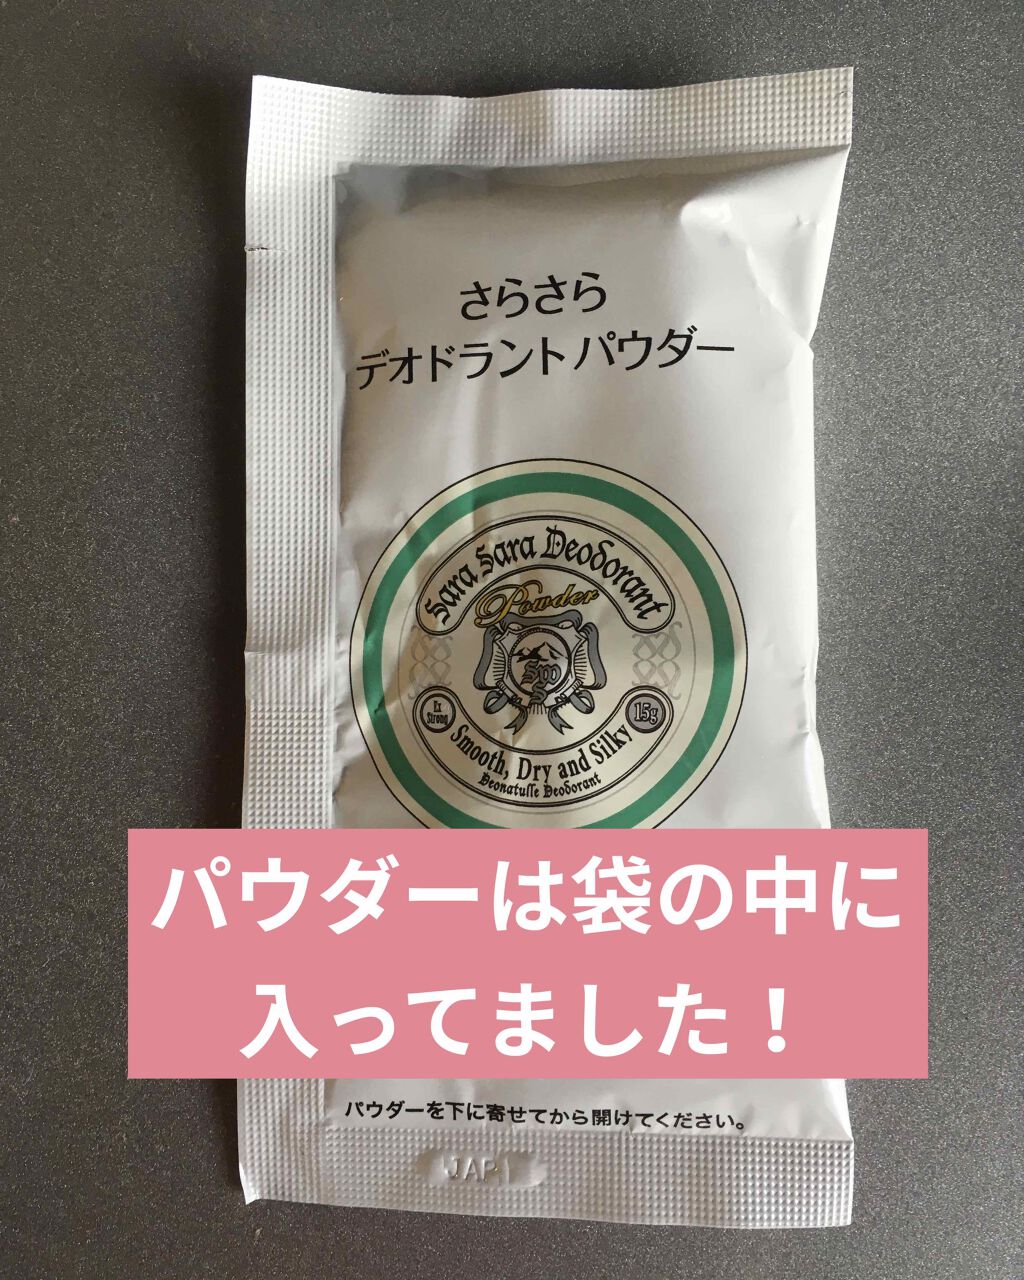 さらさら
デオドラント パウダー
Sara Sara Deodorant
Powder
Ex
Strong
15g
Smooth, Dry and Silky
Deonatulle Deodorant
パウダーは袋の中に
入ってました！
パウダーを下に寄せてから開けてください。